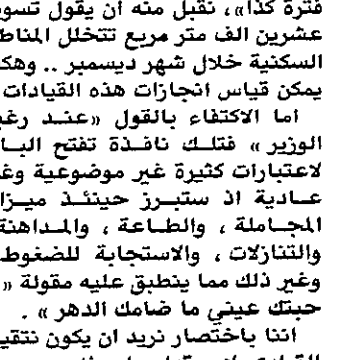 فترة كذا»، نقبل منه أن يقول تسو
عشرين الف متر مربع تتخلل المناط
السكنية خلال شهر ديسمبر .. وهك
يمكن قياس انجازات هذه القيادات
اما الاكتفاء بالقول «عند رغب
الوزير» فتلك نافذة تفتح البا
لاعتبارات كثيرة غير موضوعية وغ
عادية اذ ستبرز حينئذ ميزا
المجاملة ، والطاعة ، والمداهنة
والتنازلات ، والاستجابة للضغوط
وغير ذلك مما ينطبق عليه مقولة «
حبتك عيني ما ضامك الدهر» .
اننا باختصار نريد ان يكون نتقي